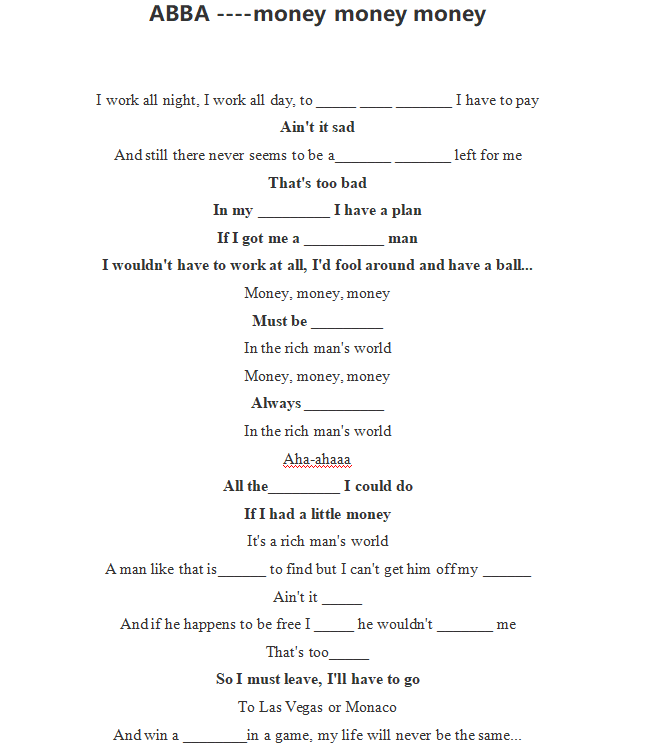 ABBA ----money money money
I work all night, I work all day, to _____ ____ _______ I have to pay
Ain't it sad
And still there never seems to be a_______ _______ left for me
That's too bad
In my _________ I have a plan
If I got me a __________ man
I wouldn't have to work at all, I'd fool around and have a ball...
Money, money, money
Must be _________
In the rich man's world
Money, money, money
Always __________
In the rich man's world
Aha-ahaaa
All the_________ I could do
If I had a little money
It's a rich man's world
A man like that is______ to find but I can't get him off my ______
Ain't it _____
And if he happens to be free I _____ he wouldn't _______ me
That's too_____
So I must leave, I'll have to go
To Las Vegas or Monaco
And win a ________in a game, my life will never be the same...